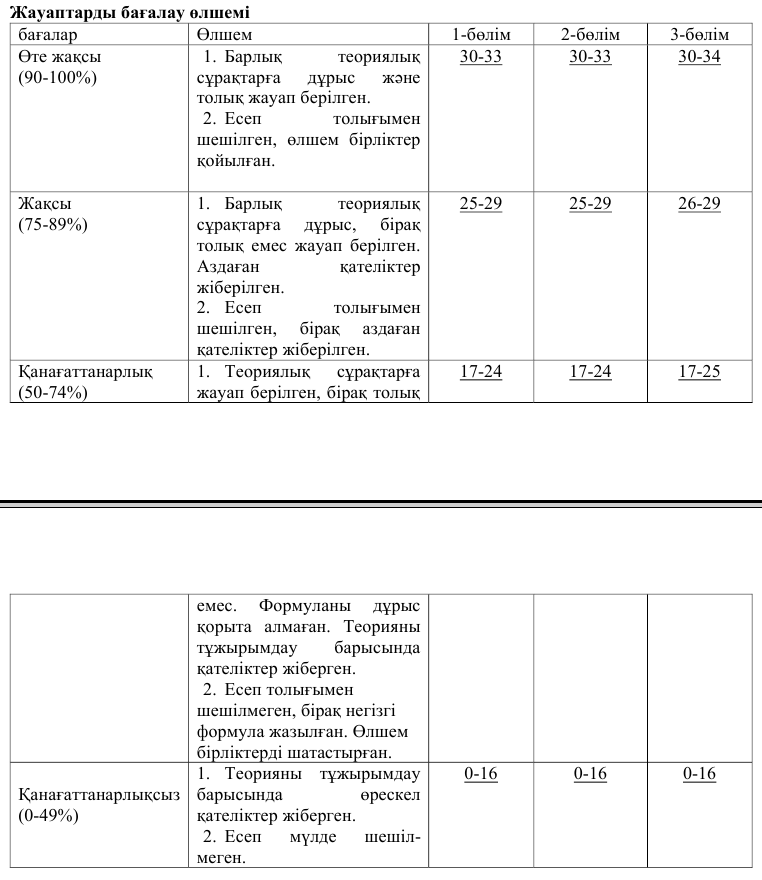 Жауаптарды бағалау өлшемі
бағалар Өлшем 1-бөлім 2-бөлім 3-бөлім
Өте жақсы
(90-100%)
1. Барлық теориялық
сұрақтарға дұрыс және
толық жауап берілген.
2. Есеп толығымен
шешілген, өлшем бірліктер
қойылған.
30-33 30-33 30-34
Жақсы
(75-89%)
1. Барлық теориялық
сұрақтарға дұрыс, бірақ
толық емес жауап берілген.
Аздаған қателіктер
жіберілген.
2. Есеп толығымен
шешілген, бірақ аздаған
қателіктер жіберілген.
25-29 25-29 26-29
Қанағаттанарлық
(50-74%)
1. Теориялық сұрақтарға
жауап берілген, бірақ толық
17-24 17-24 17-25
емес. Формуланы дұрыс
қорыта алмаған. Теорияны
тұжырымдау барысында
қателіктер жіберген.
2. Есеп толығымен
шешілмеген, бірақ негізгі
формула жазылған. Өлшем
бірліктерді шатастырған.
Қанағаттанарлықсыз
(0-49%)
1. Теорияны тұжырымдау
барысында өрескел
қателіктер жіберген.
2. Есеп мүлде шешіл-
меген.
0-16 0-16 0-16